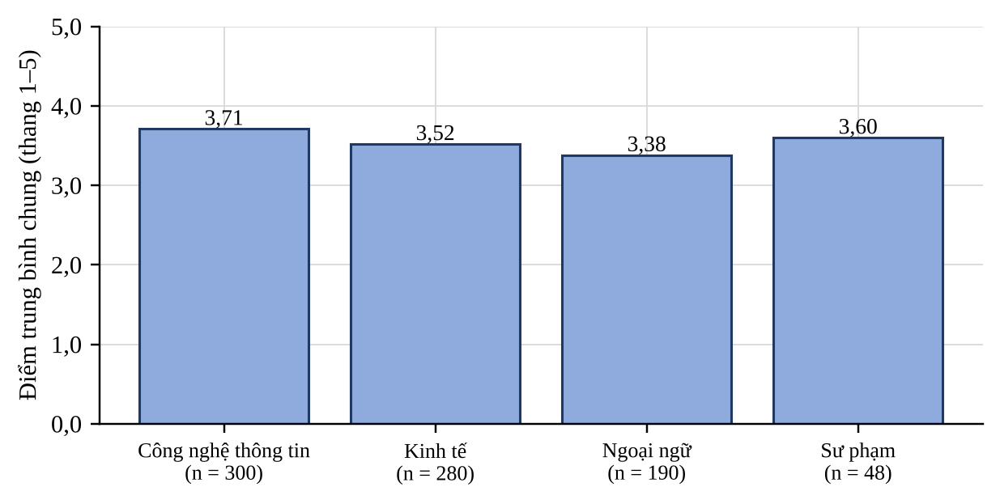 Điểm trung bình chung (thang 1–5)
5,0
4,0
3,0
2,0
1,0
0,0
3,71
3,52
3,38
3,60
Công nghệ thông tin
(n = 300)
Kinh tế
(n = 280)
Ngoại ngữ
(n = 190)
Sư phạm
(n = 48)